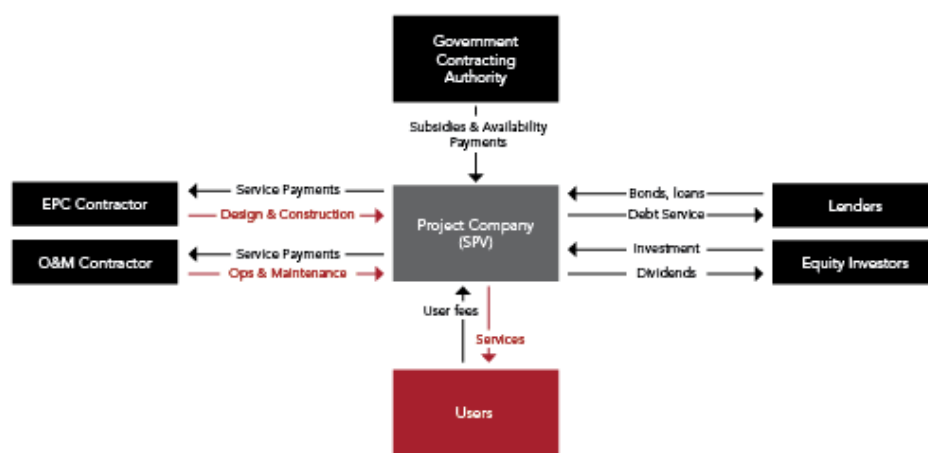 Government
Contracting
Authority
Subsidies & Availability
Payments
EPC Contractor
Service Payments
Design & Construction
O&M Contractor
Service Payments
Ops & Maintenance
Project Company
(SPV)
Bonds, loans
Debt Service
Lenders
Investment
Dividends
Equity Investors
User fees
Services
Users